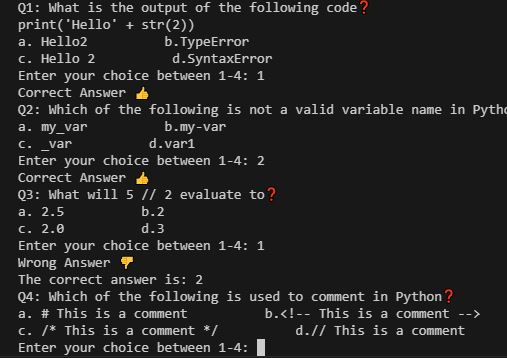 Q1: What is the output of the following code❓
print('Hello' + str(2))
a. Hello2 b.TypeError
c. Hello 2 d.SyntaxError
Enter your choice between 1-4: 1
Correct Answer 👍
Q2: Which of the following is not a valid variable name in Pytho
a. my_var b.my-var
c. _var d.var1
Enter your choice between 1-4: 2
Correct Answer 👍
Q3: What will 5 // 2 evaluate to❓
a. 2.5 b.2
c. 2.0 d.3
Enter your choice between 1-4: 1
Wrong Answer 👎
The correct answer is: 2
Q4: Which of the following is used to comment in Python❓
a. # This is a comment b.<!-- This is a comment -->
c. /* This is a comment */ d.// This is a comment
Enter your choice between 1-4: